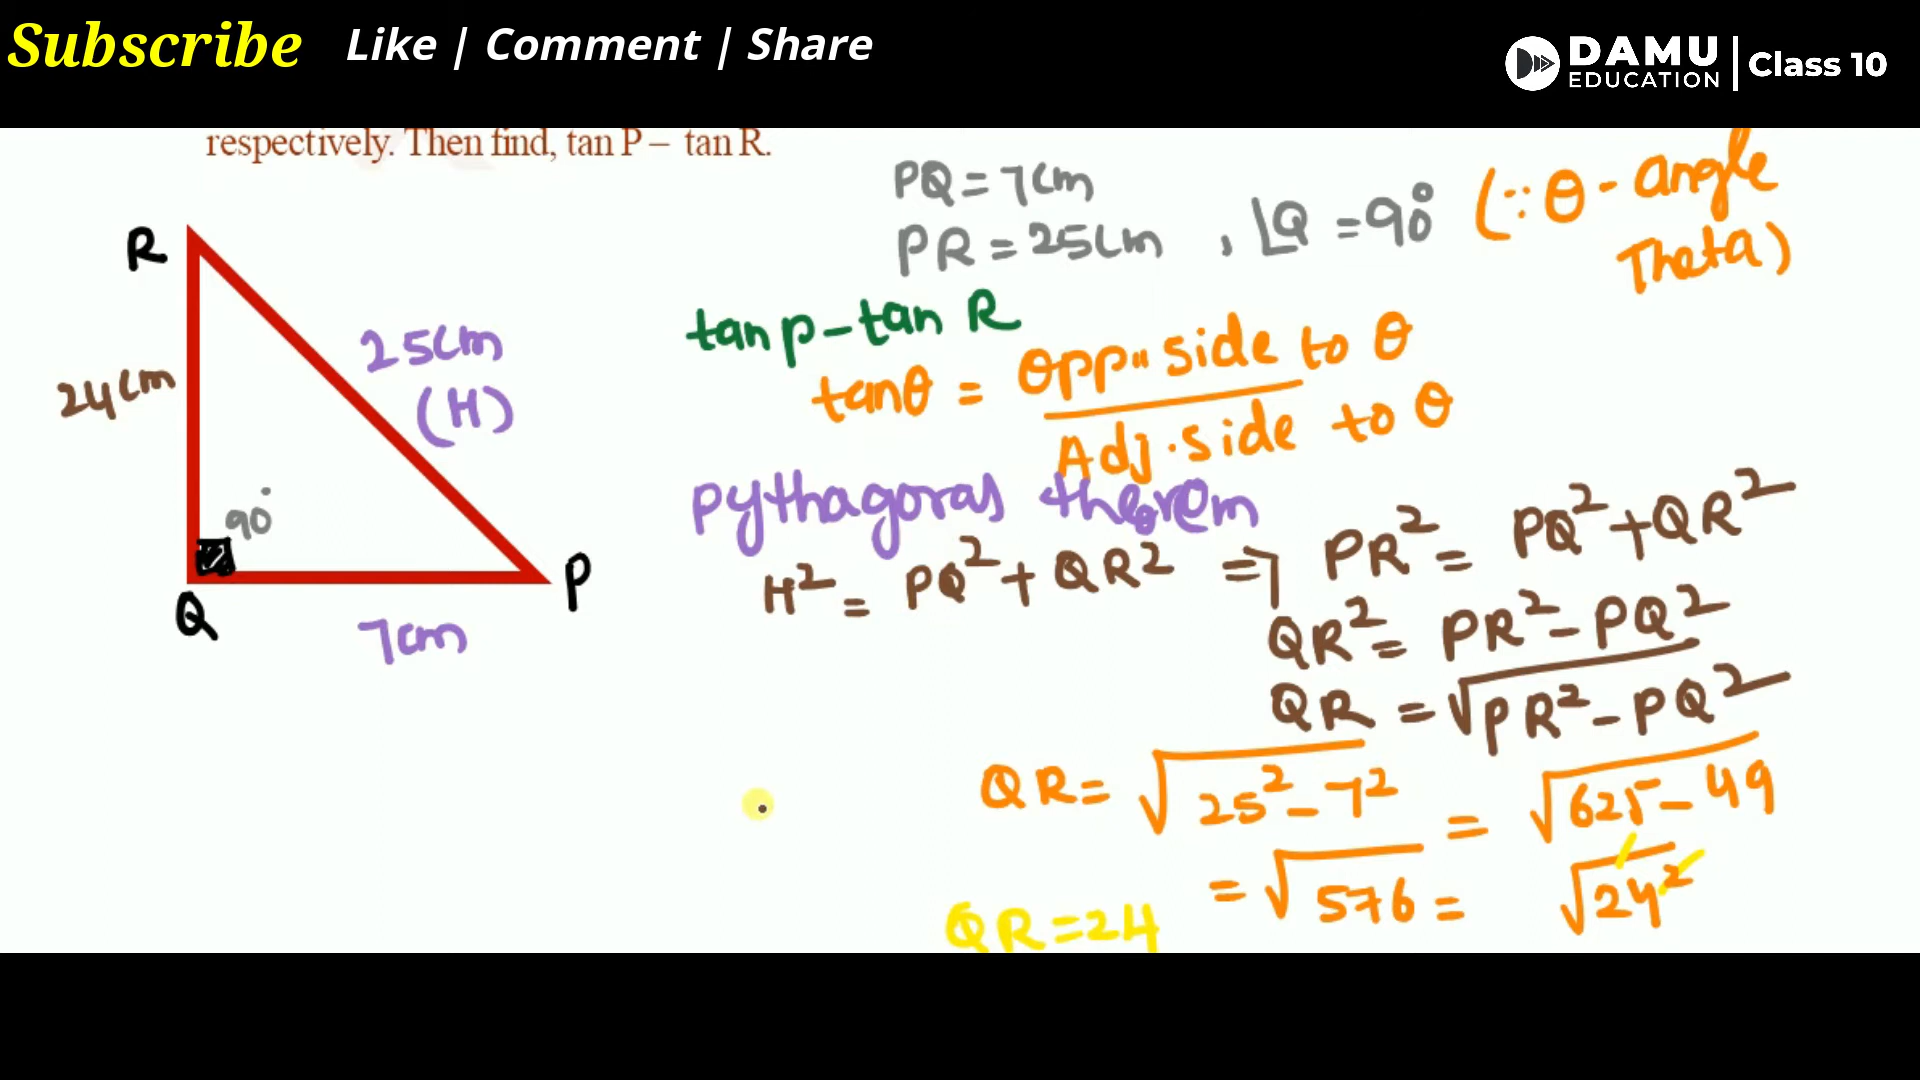 Subscribe Like | Comment | Share
DAMU EDUCATION | Class 10
respectively. Then find, tan P – tan R.
PQ = 7cm
PR = 25cm , ∠Q = 90° (∵ θ - angle
Theta)
tan p - tan R
tanθ = Opp" side to θ
Adj. side to θ
R
25cm
(H)
24cm
90°
Q
P
7cm
pythagoras therem
H² = PQ² + QR² ⇒ PR² = PQ² + QR²
QR² = PR² - PQ²
QR = √PR² - PQ²
QR = √25² - 7² = √625 - 49
= √576 = √24²
QR = 24